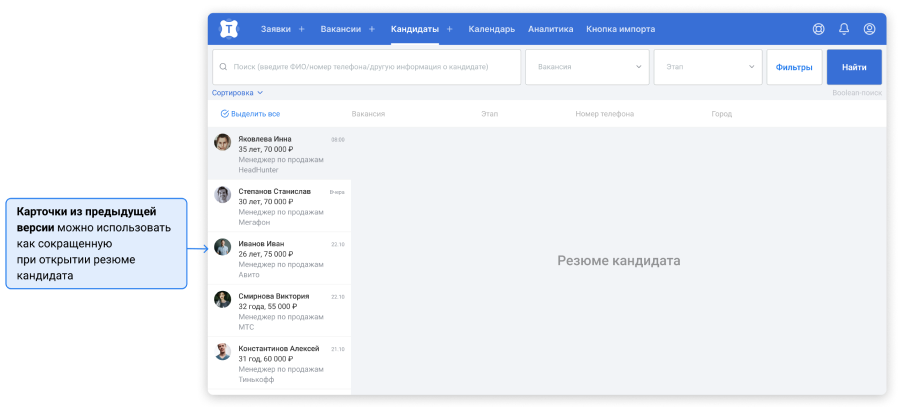 Заявки +
Вакансии +
Кандидаты +
Календарь
Аналитика
Кнопка импорта
Поиск (введите ФИО/номер телефона/другую информация о кандидате)
Вакансия
Этап
Фильтры
Найти
Сортировка
Boolean-поиск
Выделить все
Вакансия
Этап
Номер телефона
Город
Яковлева Инна 08:00
35 лет, 70 000 ₽
Менеджер по продажам
HeadHunter
Степанов Станислав Вчера
30 лет, 70 000 ₽
Менеджер по продажам
Мегафон
Иванов Иван 22.10
26 лет, 75 000 ₽
Менеджер по продажам
Авито
Смирнова Виктория 22.10
32 года, 55 000 ₽
Менеджер по продажам
МТС
Константинов Алексей 21.10
31 год, 60 000 ₽
Менеджер по продажам
Тинькофф
Резюме кандидата
Карточки из предыдущей
версии можно использовать
как сокращенную
при открытии резюме
кандидата